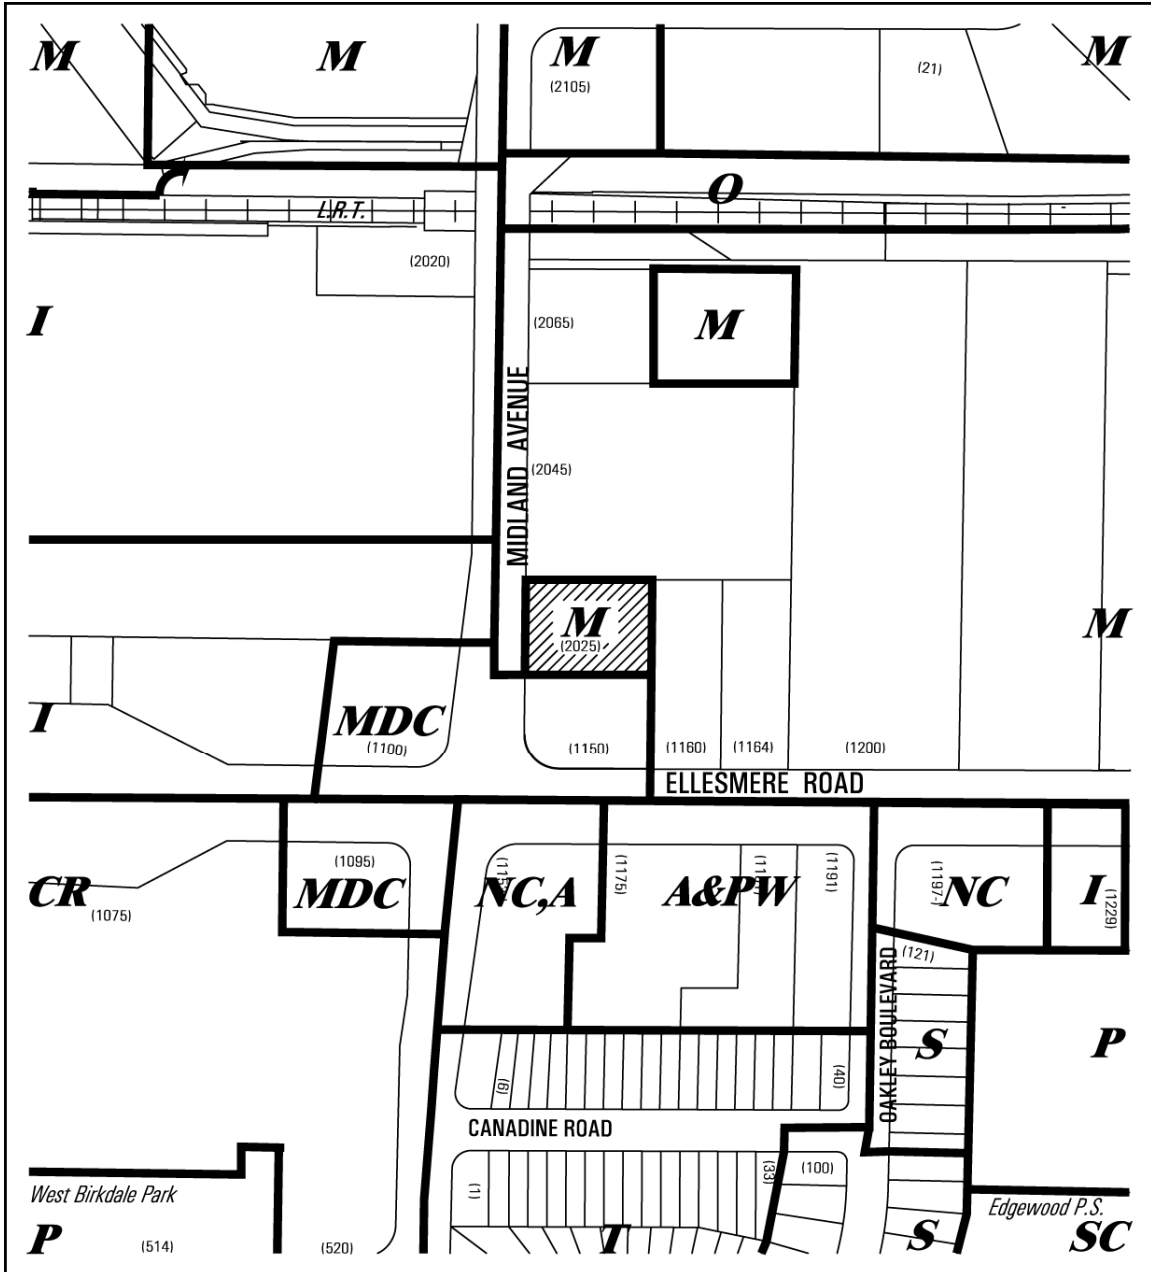 M
M
M
(2105)
(21)
M
O
L.R.T.
(2020)
I
(2065)
M
MIDLAND AVENUE
(2045)
M
(2025)
M
MDC
(1100)
I
(1150)
(1160)
(1164)
(1200)
ELLESMERE ROAD
CR
(1075)
(1095)
MDC
NC,A
(1175)
A&PW
(1191)
(1197-)
NC
I
(1229)
(121)
OAKLEY BOULEVARD
S
P
(6)
(40)
CANADINE ROAD
(1)
(33)
(100)
West Birkdale Park
P
(514)
(520)
T
S
Edgewood P.S.
SC